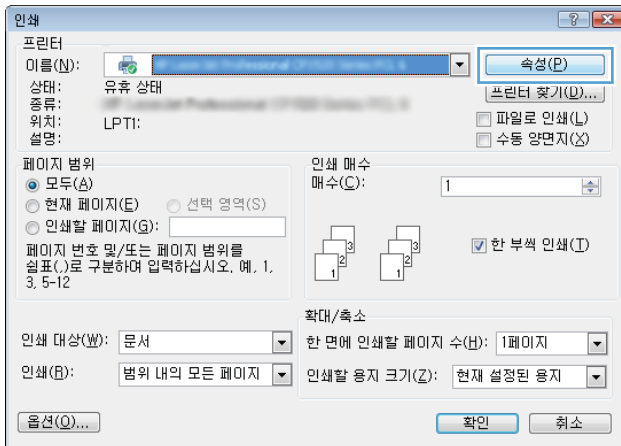 인쇄
프린터
이름(N):
속성(P)
상태: 유휴 상태
프린터 찾기(D)...
종류:
위치: LPT1:
파일로 인쇄(L)
설명:
수동 양면지(X)
페이지 범위
모두(A)
현재 페이지(E) 선택 영역(S)
인쇄할 페이지(G):
페이지 번호 및/또는 페이지 범위를
쉼표(,)로 구분하여 입력하십시오. 예, 1,
3, 5-12
인쇄 매수
매수(C): 1
1 2 3 1 2 3
한 부씩 인쇄(T)
인쇄 대상(W): 문서
인쇄(R): 범위 내의 모든 페이지
확대/축소
한 면에 인쇄할 페이지 수(H): 1페이지
인쇄할 용지 크기(Z): 현재 설정된 용지
옵션(O)...
확인
취소